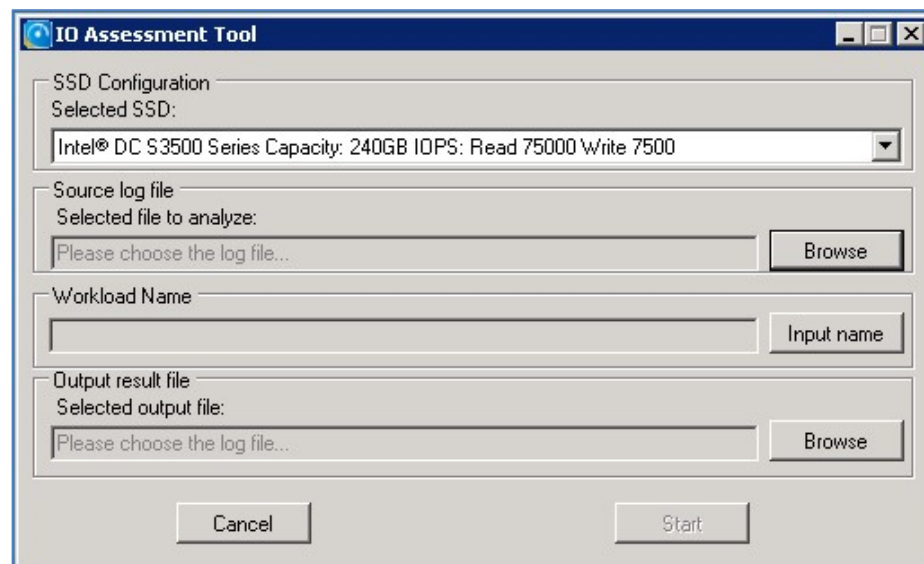 IO Assessment Tool
SSD Configuration
Selected SSD:
Intel® DC S3500 Series Capacity: 240GB IOPS: Read 75000 Write 7500
Source log file
Selected file to analyze:
Please choose the log file...
Browse
Workload Name
Input name
Output result file
Selected output file:
Please choose the log file...
Browse
Cancel
Start